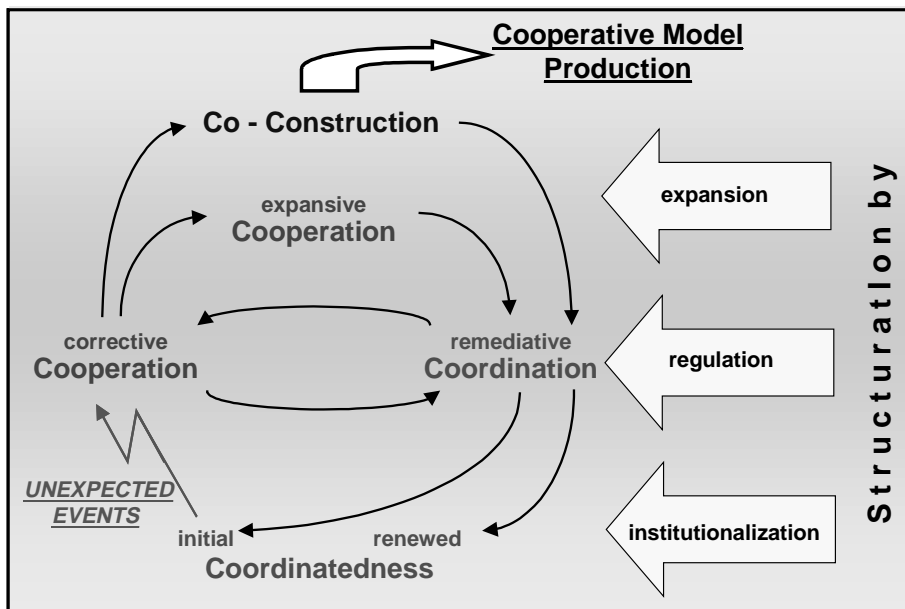 Cooperative Model
Production
Co - Construction
expansive
Cooperation
corrective
Cooperation
remediative
Coordination
UNEXPECTED
EVENTS
initial
renewed
Coordinatedness
expansion
regulation
institutionalization
Structuration by